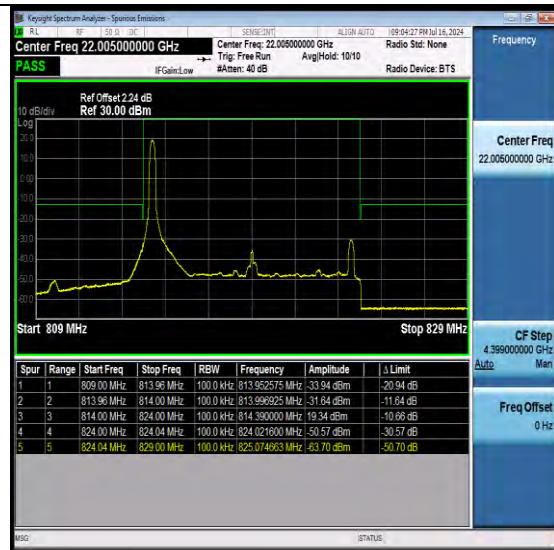 Keysight Spectrum Analyzer - Spurious Emissions
RL RF 50 Ω DC SENSE:INT ALIGN AUTO 09:04:27 PM Jul 16, 2024
Center Freq 22.005000000 GHz
Center Freq: 22.005000000 GHz Radio Std: None
Trig: Free Run Avg|Hold: 10/10
PASS IFGain:Low #Atten: 40 dB Radio Device: BTS
Ref Offset 2.24 dB
10 dB/div Ref 30.00 dBm
Log
20.0
10.0
0.00
-10.0
-20.0
-30.0
-40.0
-50.0
-60.0
Start 809 MHz Stop 829 MHz
Spur Range Start Freq Stop Freq RBW Frequency Amplitude Δ Limit
1 1 809.00 MHz 813.96 MHz 100.0 kHz 813.952575 MHz -33.94 dBm -20.94 dB
2 2 813.96 MHz 814.00 MHz 100.0 kHz 813.996925 MHz -31.64 dBm -11.64 dB
3 3 814.00 MHz 824.00 MHz 100.0 kHz 814.390000 MHz 19.34 dBm -10.66 dB
4 4 824.00 MHz 824.04 MHz 100.0 kHz 824.021600 MHz -50.57 dBm -30.57 dB
5 5 824.04 MHz 829.00 MHz 100.0 kHz 825.074663 MHz -63.70 dBm -50.70 dB
Frequency
Center Freq
22.005000000 GHz
CF Step
4.399000000 GHz
Auto Man
Freq Offset
0 Hz
MSG STATUS